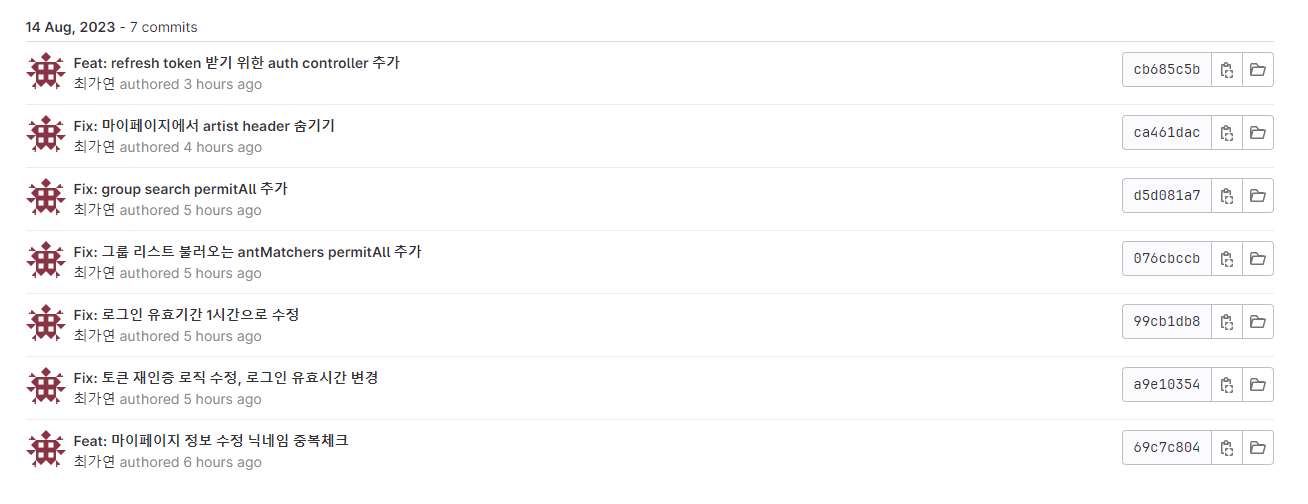 14 Aug, 2023 - 7 commits
Feat: refresh token 받기 위한 auth controller 추가
cb685c5b
최가연 authored 3 hours ago
Fix: 마이페이지에서 artist header 숨기기
ca461dac
최가연 authored 4 hours ago
Fix: group search permitAll 추가
d5d081a7
최가연 authored 5 hours ago
Fix: 그룹 리스트 불러오는 antMatchers permitAll 추가
076cbccb
최가연 authored 5 hours ago
Fix: 로그인 유효기간 1시간으로 수정
99cb1db8
최가연 authored 5 hours ago
Fix: 토큰 재인증 로직 수정, 로그인 유효시간 변경
a9e10354
최가연 authored 5 hours ago
Feat: 마이페이지 정보 수정 닉네임 중복체크
69c7c804
최가연 authored 6 hours ago